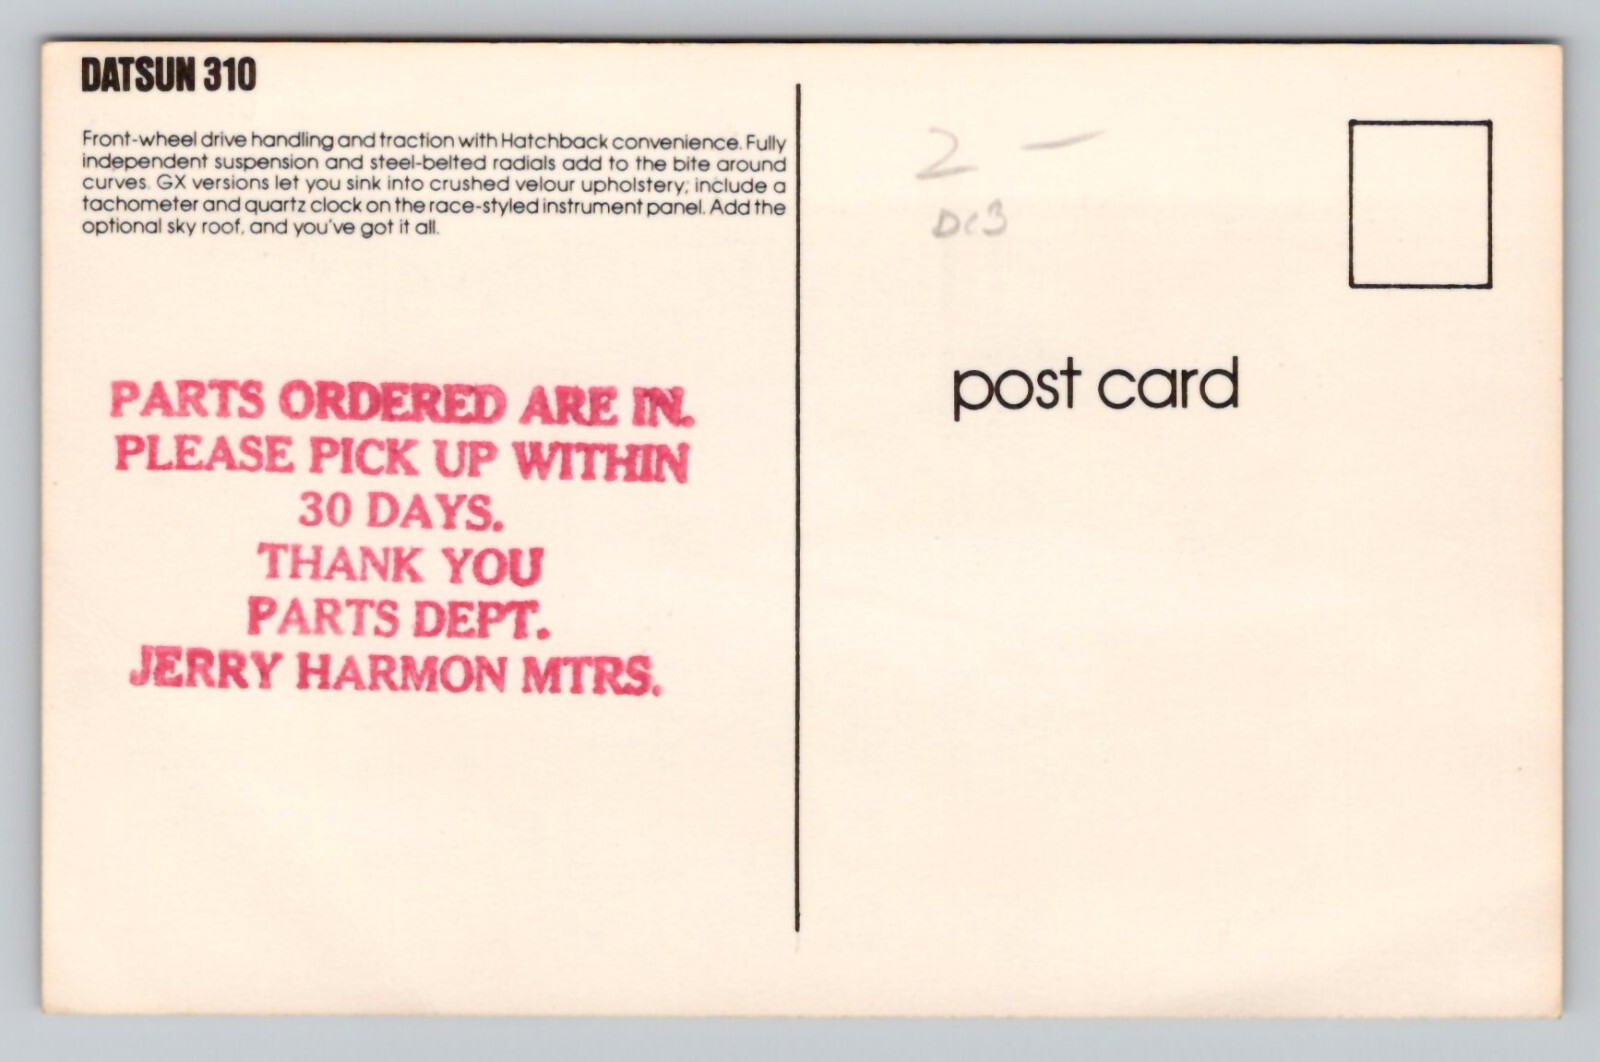 DATSUN 310
Front-wheel drive handling and traction with Hatchback convenience. Fully
independent suspension and steel-belted radials add to the bite around
curves. GX versions let you sink into crushed velour upholstery; include a
tachometer and quartz clock on the race-styled instrument panel. Add the
optional sky roof, and you've got it all.
PARTS ORDERED ARE IN.
PLEASE PICK UP WITHIN
30 DAYS.
THANK YOU
PARTS DEPT.
JERRY HARMON MTRS.
2 —
post card